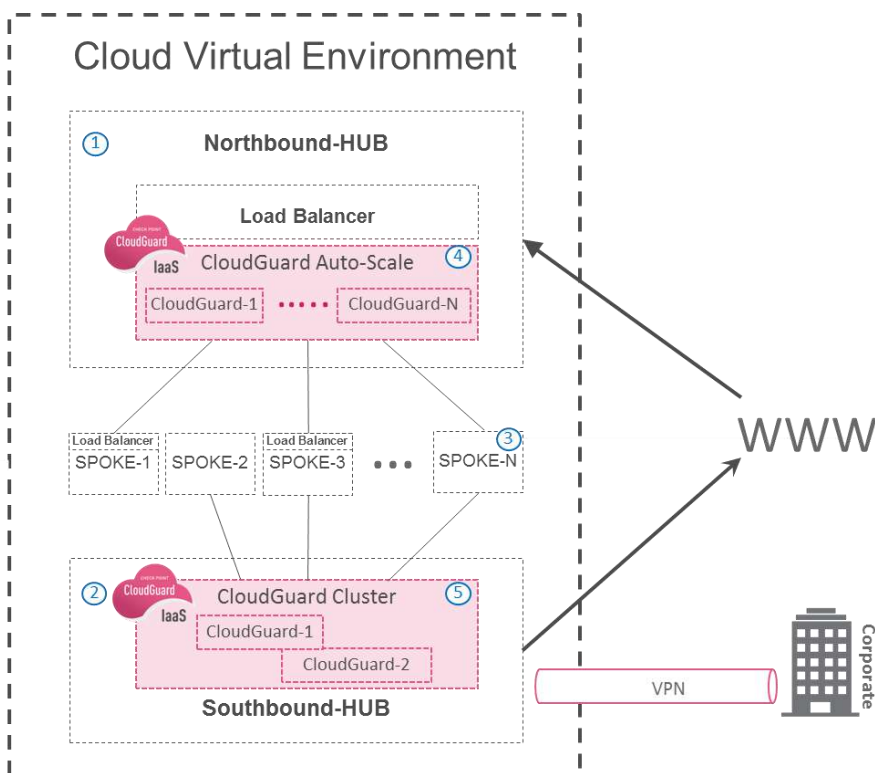 Cloud Virtual Environment
1
Northbound-HUB
Load Balancer
CHECK POINT
CloudGuard
IaaS
CloudGuard Auto-Scale
4
CloudGuard-1
CloudGuard-N
WWW
Load Balancer
SPOKE-1
SPOKE-2
Load Balancer
SPOKE-3
3
SPOKE-N
2
CHECK POINT
CloudGuard
IaaS
CloudGuard Cluster
5
CloudGuard-1
CloudGuard-2
Southbound-HUB
VPN
Corporate